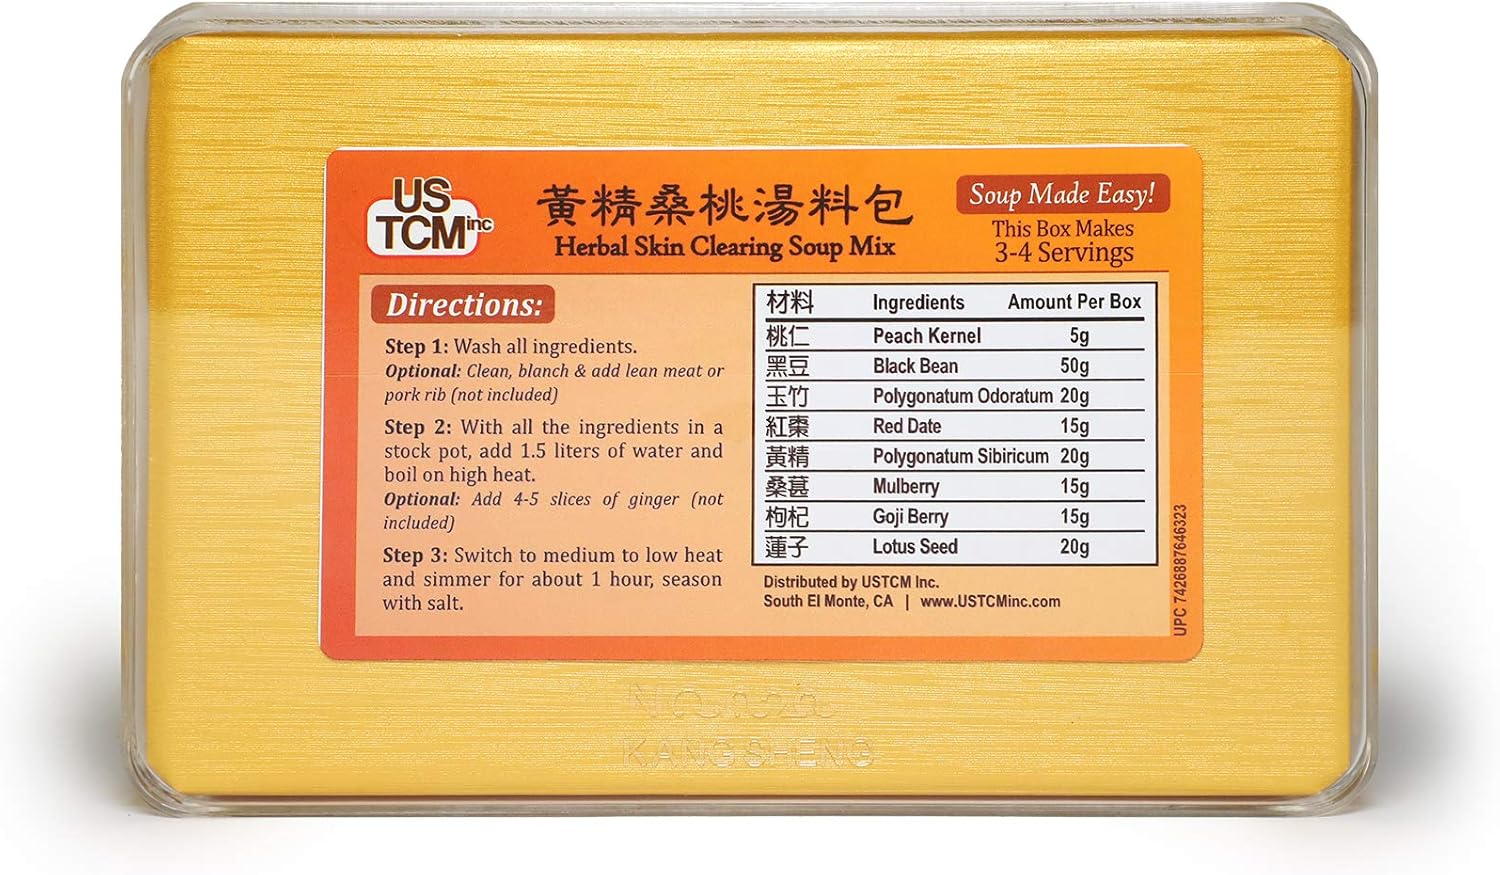 US
TCM inc
黃精桑桃湯料包
Herbal Skin Clearing Soup Mix
Soup Made Easy!
This Box Makes
3-4 Servings
Directions:
Step 1: Wash all ingredients.
Optional: Clean, blanch & add lean meat or
pork rib (not included)
Step 2: With all the ingredients in a
stock pot, add 1.5 liters of water and
boil on high heat.
Optional: Add 4-5 slices of ginger (not
included)
Step 3: Switch to medium to low heat
and simmer for about 1 hour, season
with salt.
材料 Ingredients Amount Per Box
桃仁 Peach Kernel 5g
黑豆 Black Bean 50g
玉竹 Polygonatum Odoratum 20g
紅棗 Red Date 15g
黃精 Polygonatum Sibiricum 20g
桑葚 Mulberry 15g
枸杞 Goji Berry 15g
蓮子 Lotus Seed 20g
Distributed by USTCM Inc.
South El Monte, CA | www.USTCMinc.com
UPC 7426887646323
KANG SHENG